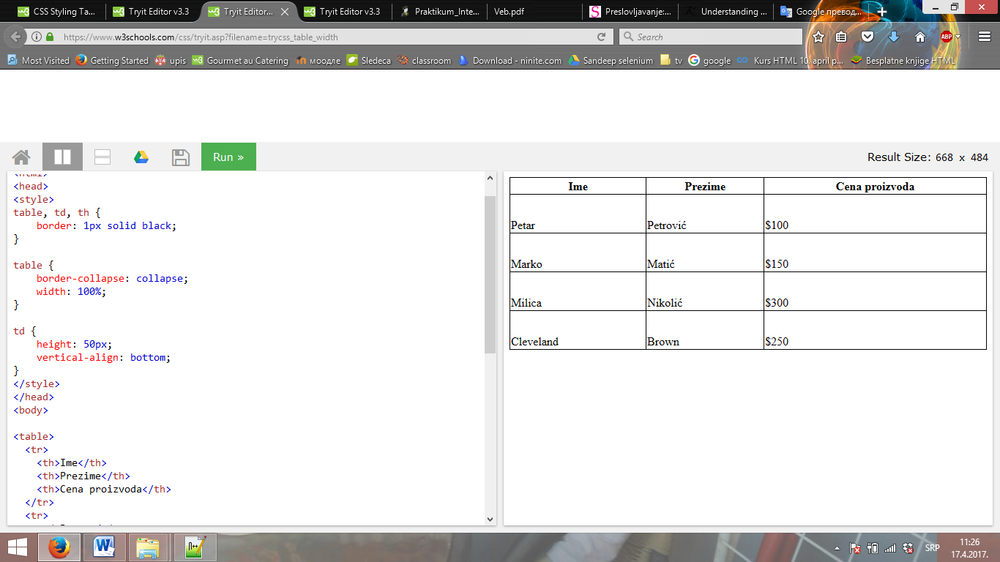 CSS Styling Ta... Tryit Editor v3.3 Tryit Editor... Tryit Editor v3.3 Praktikum_Inte... Veb.pdf Preslovljavanje:... Understanding ... Google превод...
https://www.w3schools.com/css/tryit.asp?filename=trycss_table_width Search ABP
Most Visited Getting Started upis Gourmet au Catering моодле Sledeca classroom Download - ninite.com Sandeep selenium tv google Kurs HTML 10. april p... Besplatne knjige HTML
Run » Result Size: 668 x 484
<html>
<head>
<style>
table, td, th {
    border: 1px solid black;
}
table {
    border-collapse: collapse;
    width: 100%;
}
td {
    height: 50px;
    vertical-align: bottom;
}
</style>
</head>
<body>
<table>
  <tr>
    <th>Ime</th>
    <th>Prezime</th>
    <th>Cena proizvoda</th>
  </tr>
  <tr>
Ime Prezime Cena proizvoda
Petar Petrović $100
Marko Matić $150
Milica Nikolić $300
Cleveland Brown $250
SRP 11:26
17.4.2017.